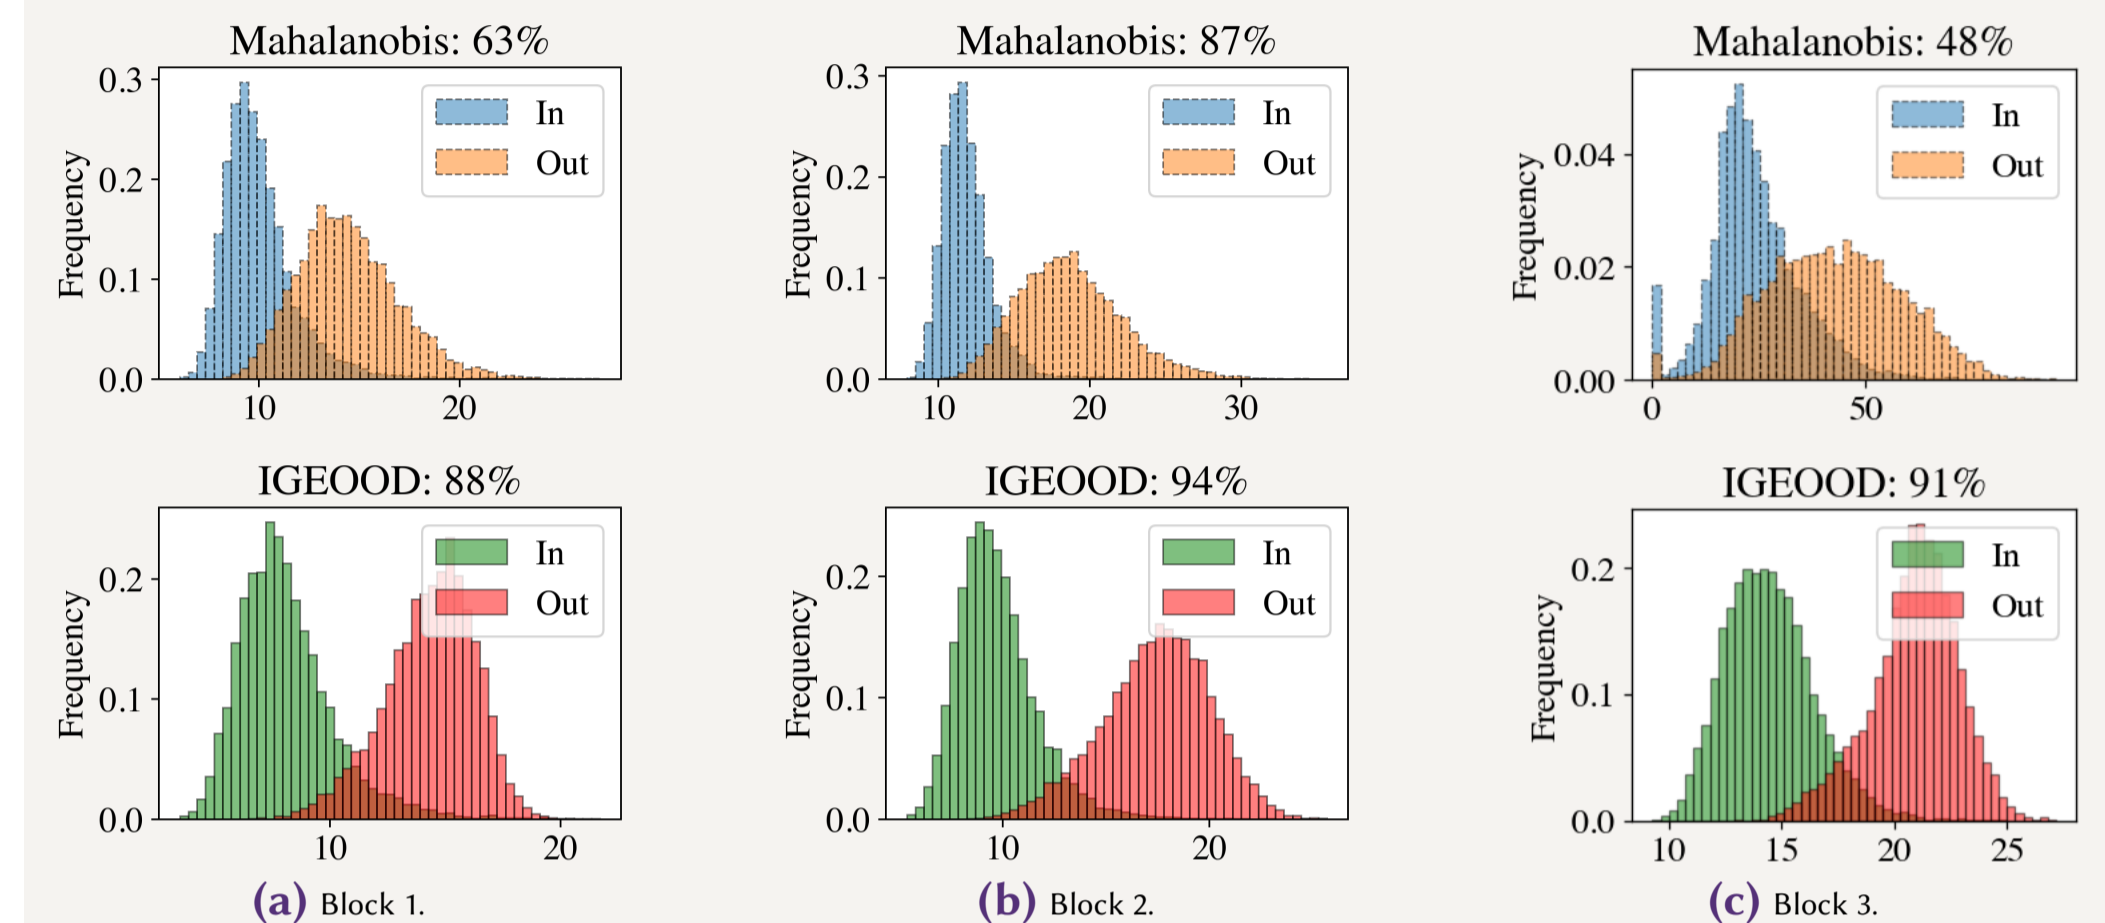 Mahalanobis: 63%
Frequency
0.3
0.2
0.1
0.0
10
20
In
Out
Mahalanobis: 87%
Frequency
0.3
0.2
0.1
0.0
10
20
30
In
Out
Mahalanobis: 48%
Frequency
0.04
0.02
0.00
0
50
In
Out
IGEOOD: 88%
Frequency
0.2
0.1
0.0
10
20
In
Out
(a) Block 1.
IGEOOD: 94%
Frequency
0.2
0.1
0.0
10
20
In
Out
(b) Block 2.
IGEOOD: 91%
Frequency
0.2
0.1
0.0
10
15
20
25
In
Out
(c) Block 3.